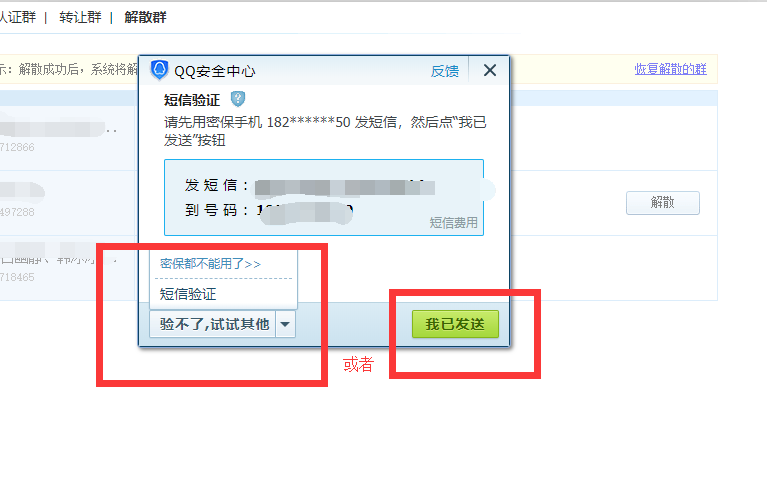 认证群 | 转让群 | 解散群
示：解散成功后，系统将解
恢复解散的群
QQ安全中心 反馈
短信验证
请先用密保手机 182******50 发短信，然后点“我已
发送”按钮
712866
发 短 信：
497288
解散
到 号 码：
短信费用
密保都不能用了>>
718465
短信验证
验不了,试试其他
我已发送
或者